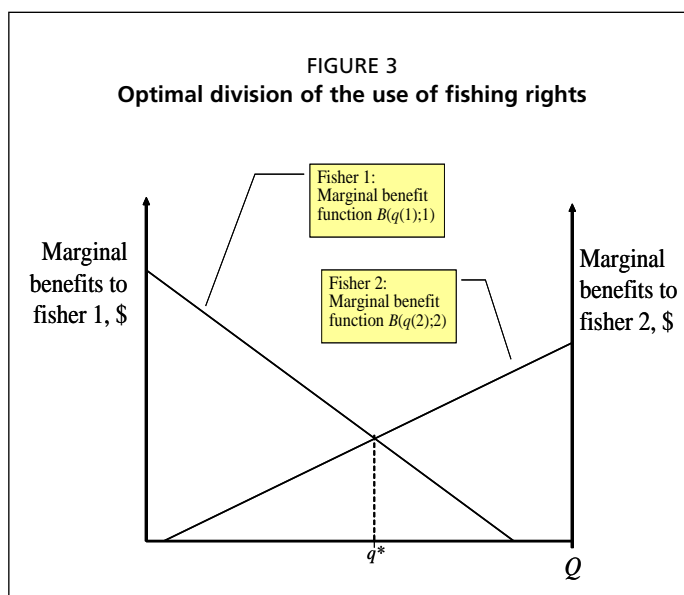 FIGURE 3
Optimal division of the use of fishing rights
Fisher 1:
Marginal benefit
function B(q(1);1)
Marginal
benefits to
fisher 1, $
Fisher 2:
Marginal benefit
function B(q(2);2)
Marginal
benefits to
fisher 2, $
q*
Q